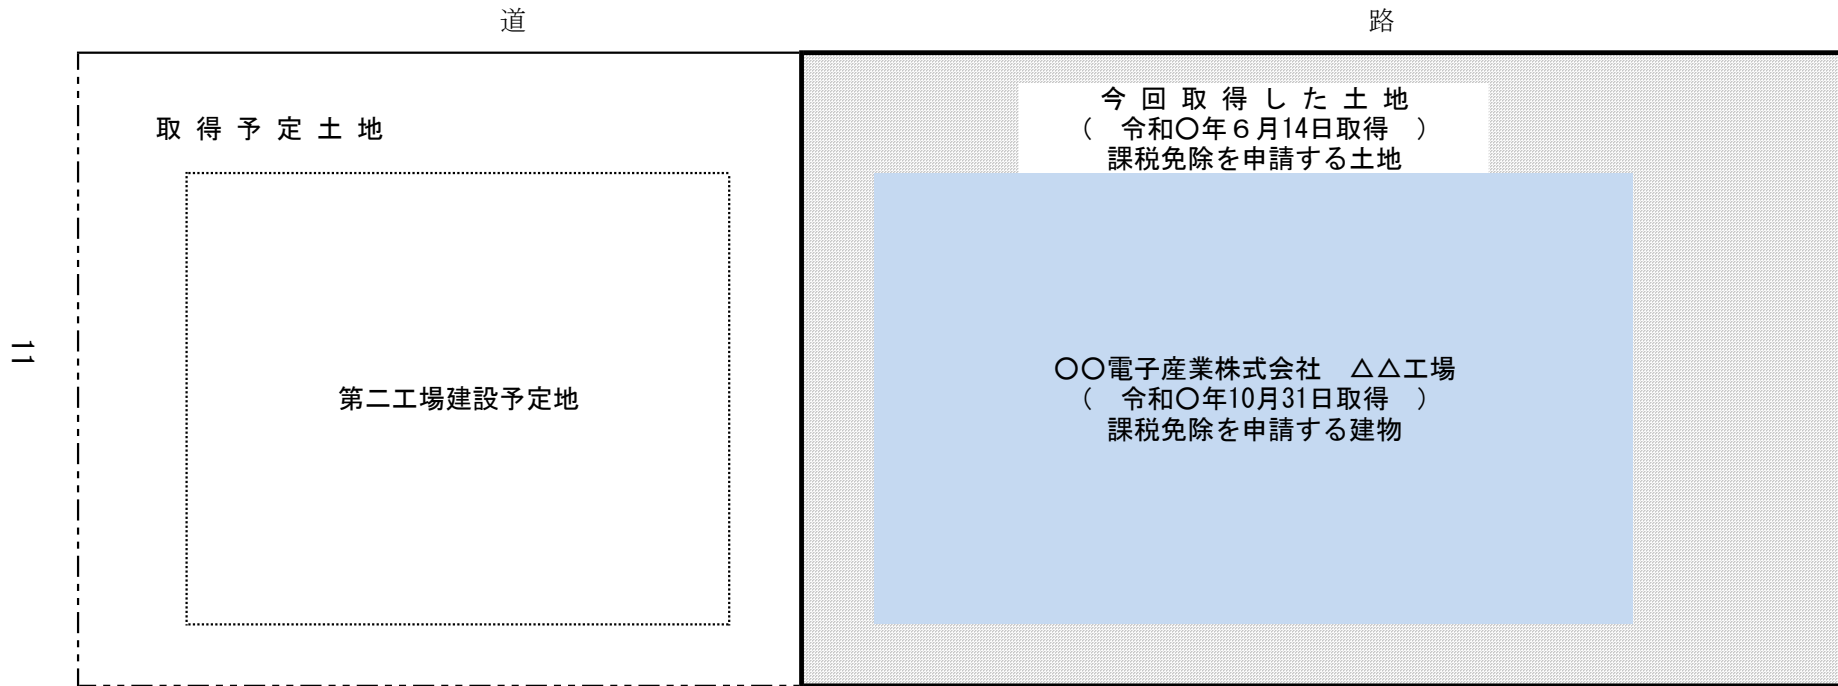 道　路
取得予定土地
今回取得した土地
（　令和〇年６月14日取得　）
課税免除を申請する土地
第二工場建設予定地
〇〇電子産業株式会社　△△工場
（　令和〇年10月31日取得　）
課税免除を申請する建物
11